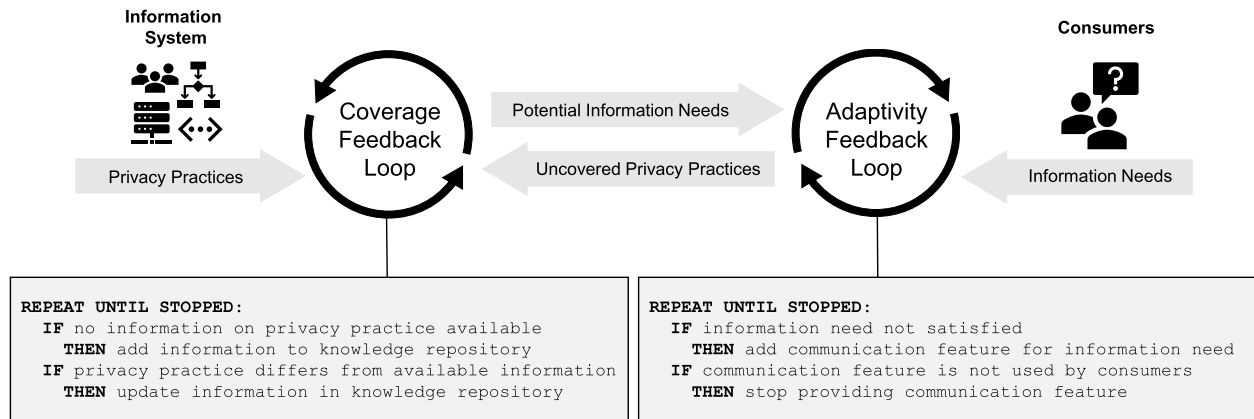 Information
System
Consumers
Coverage
Feedback
Loop
Potential Information Needs
Adaptivity
Feedback
Loop
?
Privacy Practices
Uncovered Privacy Practices
Information Needs
REPEAT UNTIL STOPPED:
IF no information on privacy practice available
THEN add information to knowledge repository
IF privacy practice differs from available information
THEN update information in knowledge repository
REPEAT UNTIL STOPPED:
IF information need not satisfied
THEN add communication feature for information need
IF communication feature is not used by consumers
THEN stop providing communication feature